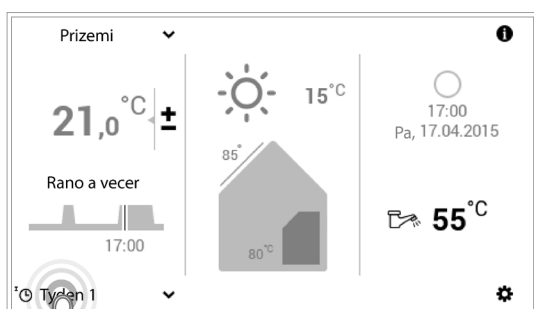 Prizemi
21,0°C ±
Rano a vecer
17:00
Tyden 1
15°C
85°
80°C
17:00
Pa, 17.04.2015
55°C